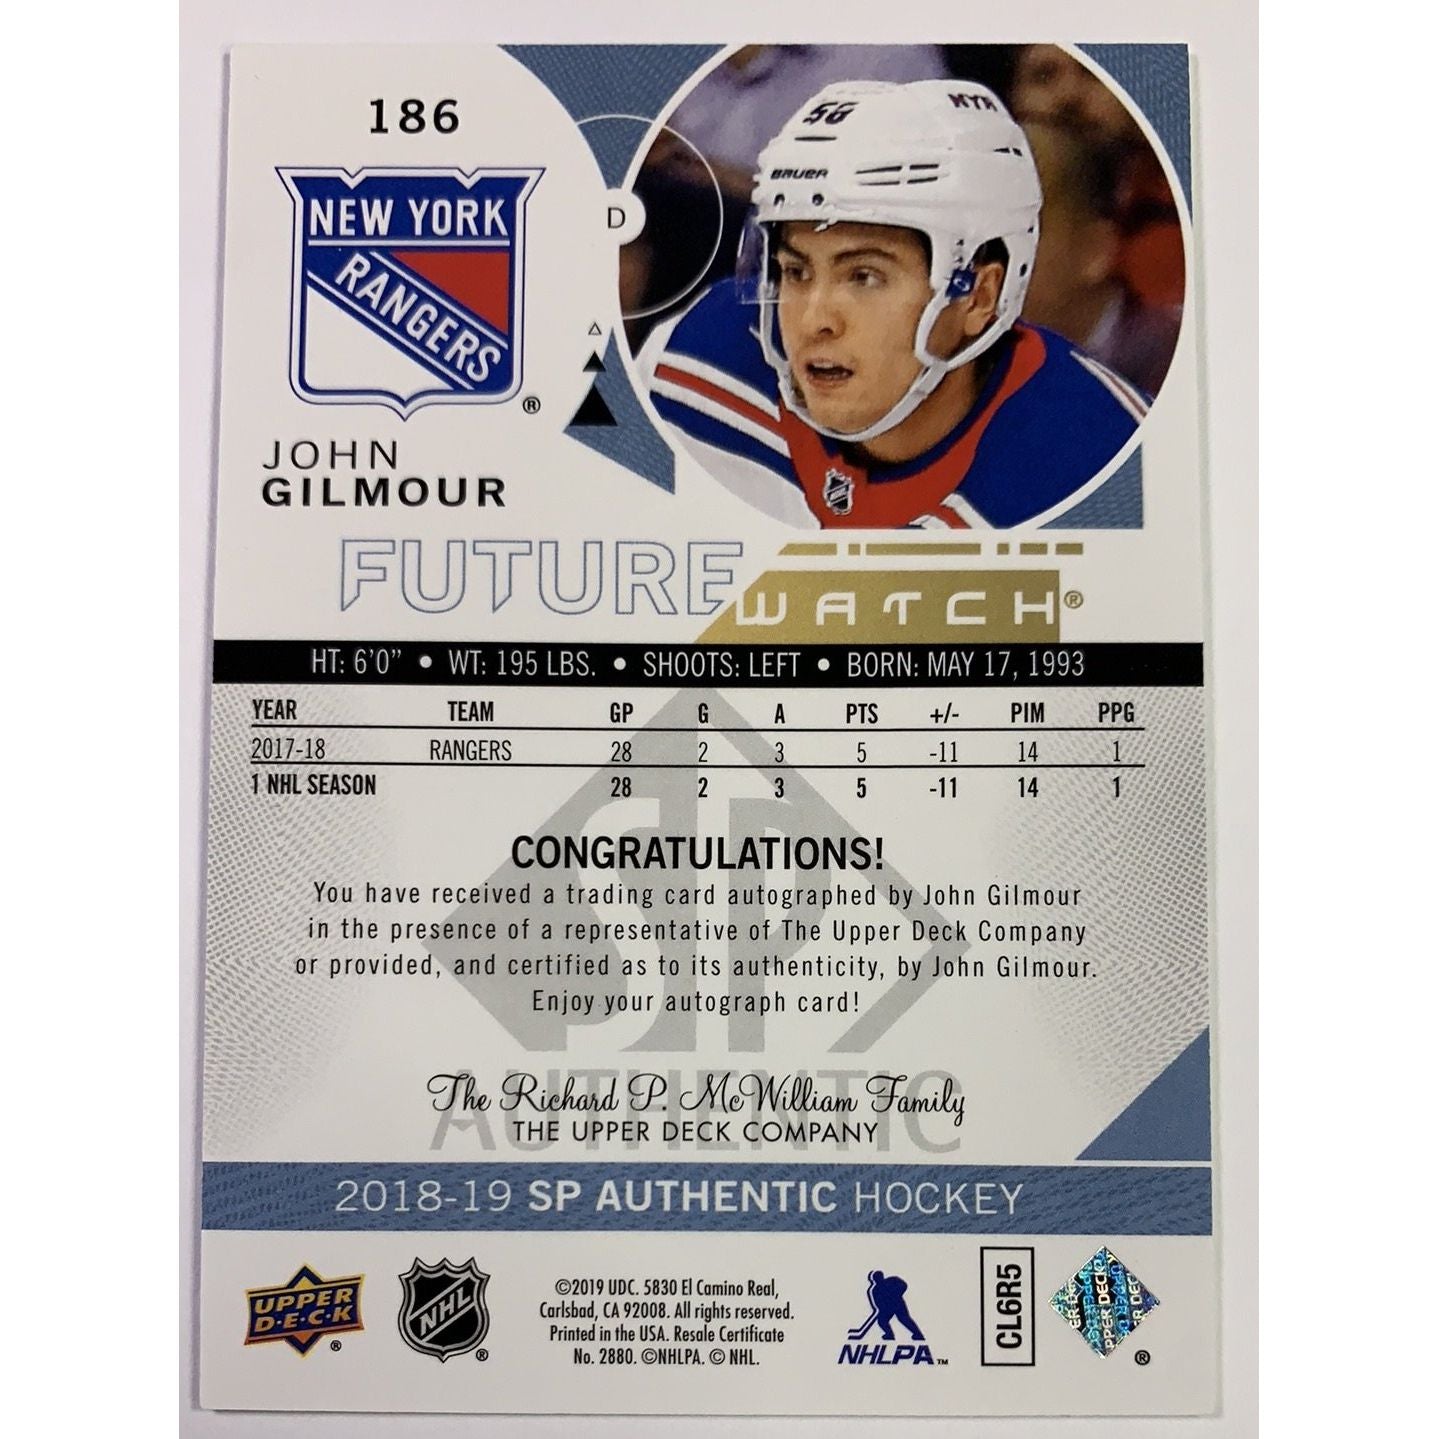 186
NEW YORK
RANGERS
®
JOHN
GILMOUR
D
56
NYR
BAUER
NHL
FUTURE
WATCH®
HT: 6'0" • WT: 195 LBS. • SHOOTS: LEFT • BORN: MAY 17, 1993
YEAR TEAM GP G A PTS +/- PIM PPG
2017-18 RANGERS 28 2 3 5 -11 14 1
1 NHL SEASON 28 2 3 5 -11 14 1
SP
AUTHENTIC
CONGRATULATIONS!
You have received a trading card autographed by John Gilmour
in the presence of a representative of The Upper Deck Company
or provided, and certified as to its authenticity, by John Gilmour.
Enjoy your autograph card!
The Richard P. McWilliam Family
THE UPPER DECK COMPANY
2018-19 SP AUTHENTIC HOCKEY
UPPER
D·E·C·K
®
NHL
®
©2019 UDC. 5830 El Camino Real,
Carlsbad, CA 92008. All rights reserved.
Printed in the USA. Resale Certificate
No. 2880. ©NHLPA. © NHL.
NHLPA™
CL6R5
UPPER DECK
®